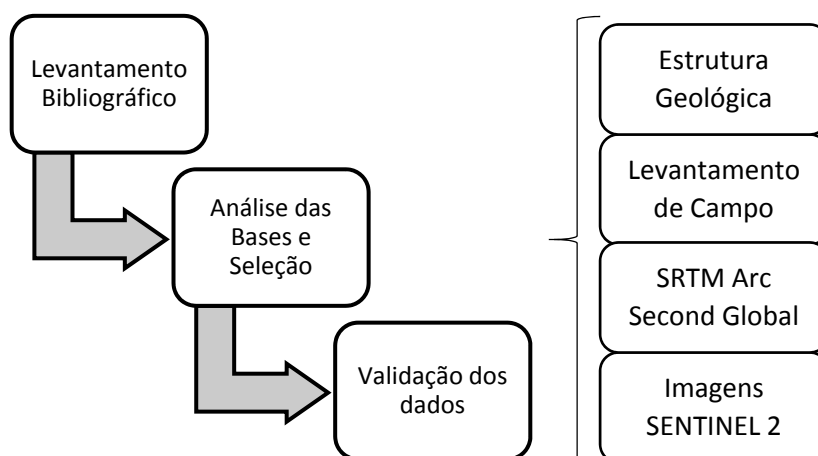 Levantamento
Bibliográfico
Análise das
Bases e
Seleção
Validação dos
dados
Estrutura
Geológica
Levantamento
de Campo
SRTM Arc
Second Global
Imagens
SENTINEL 2